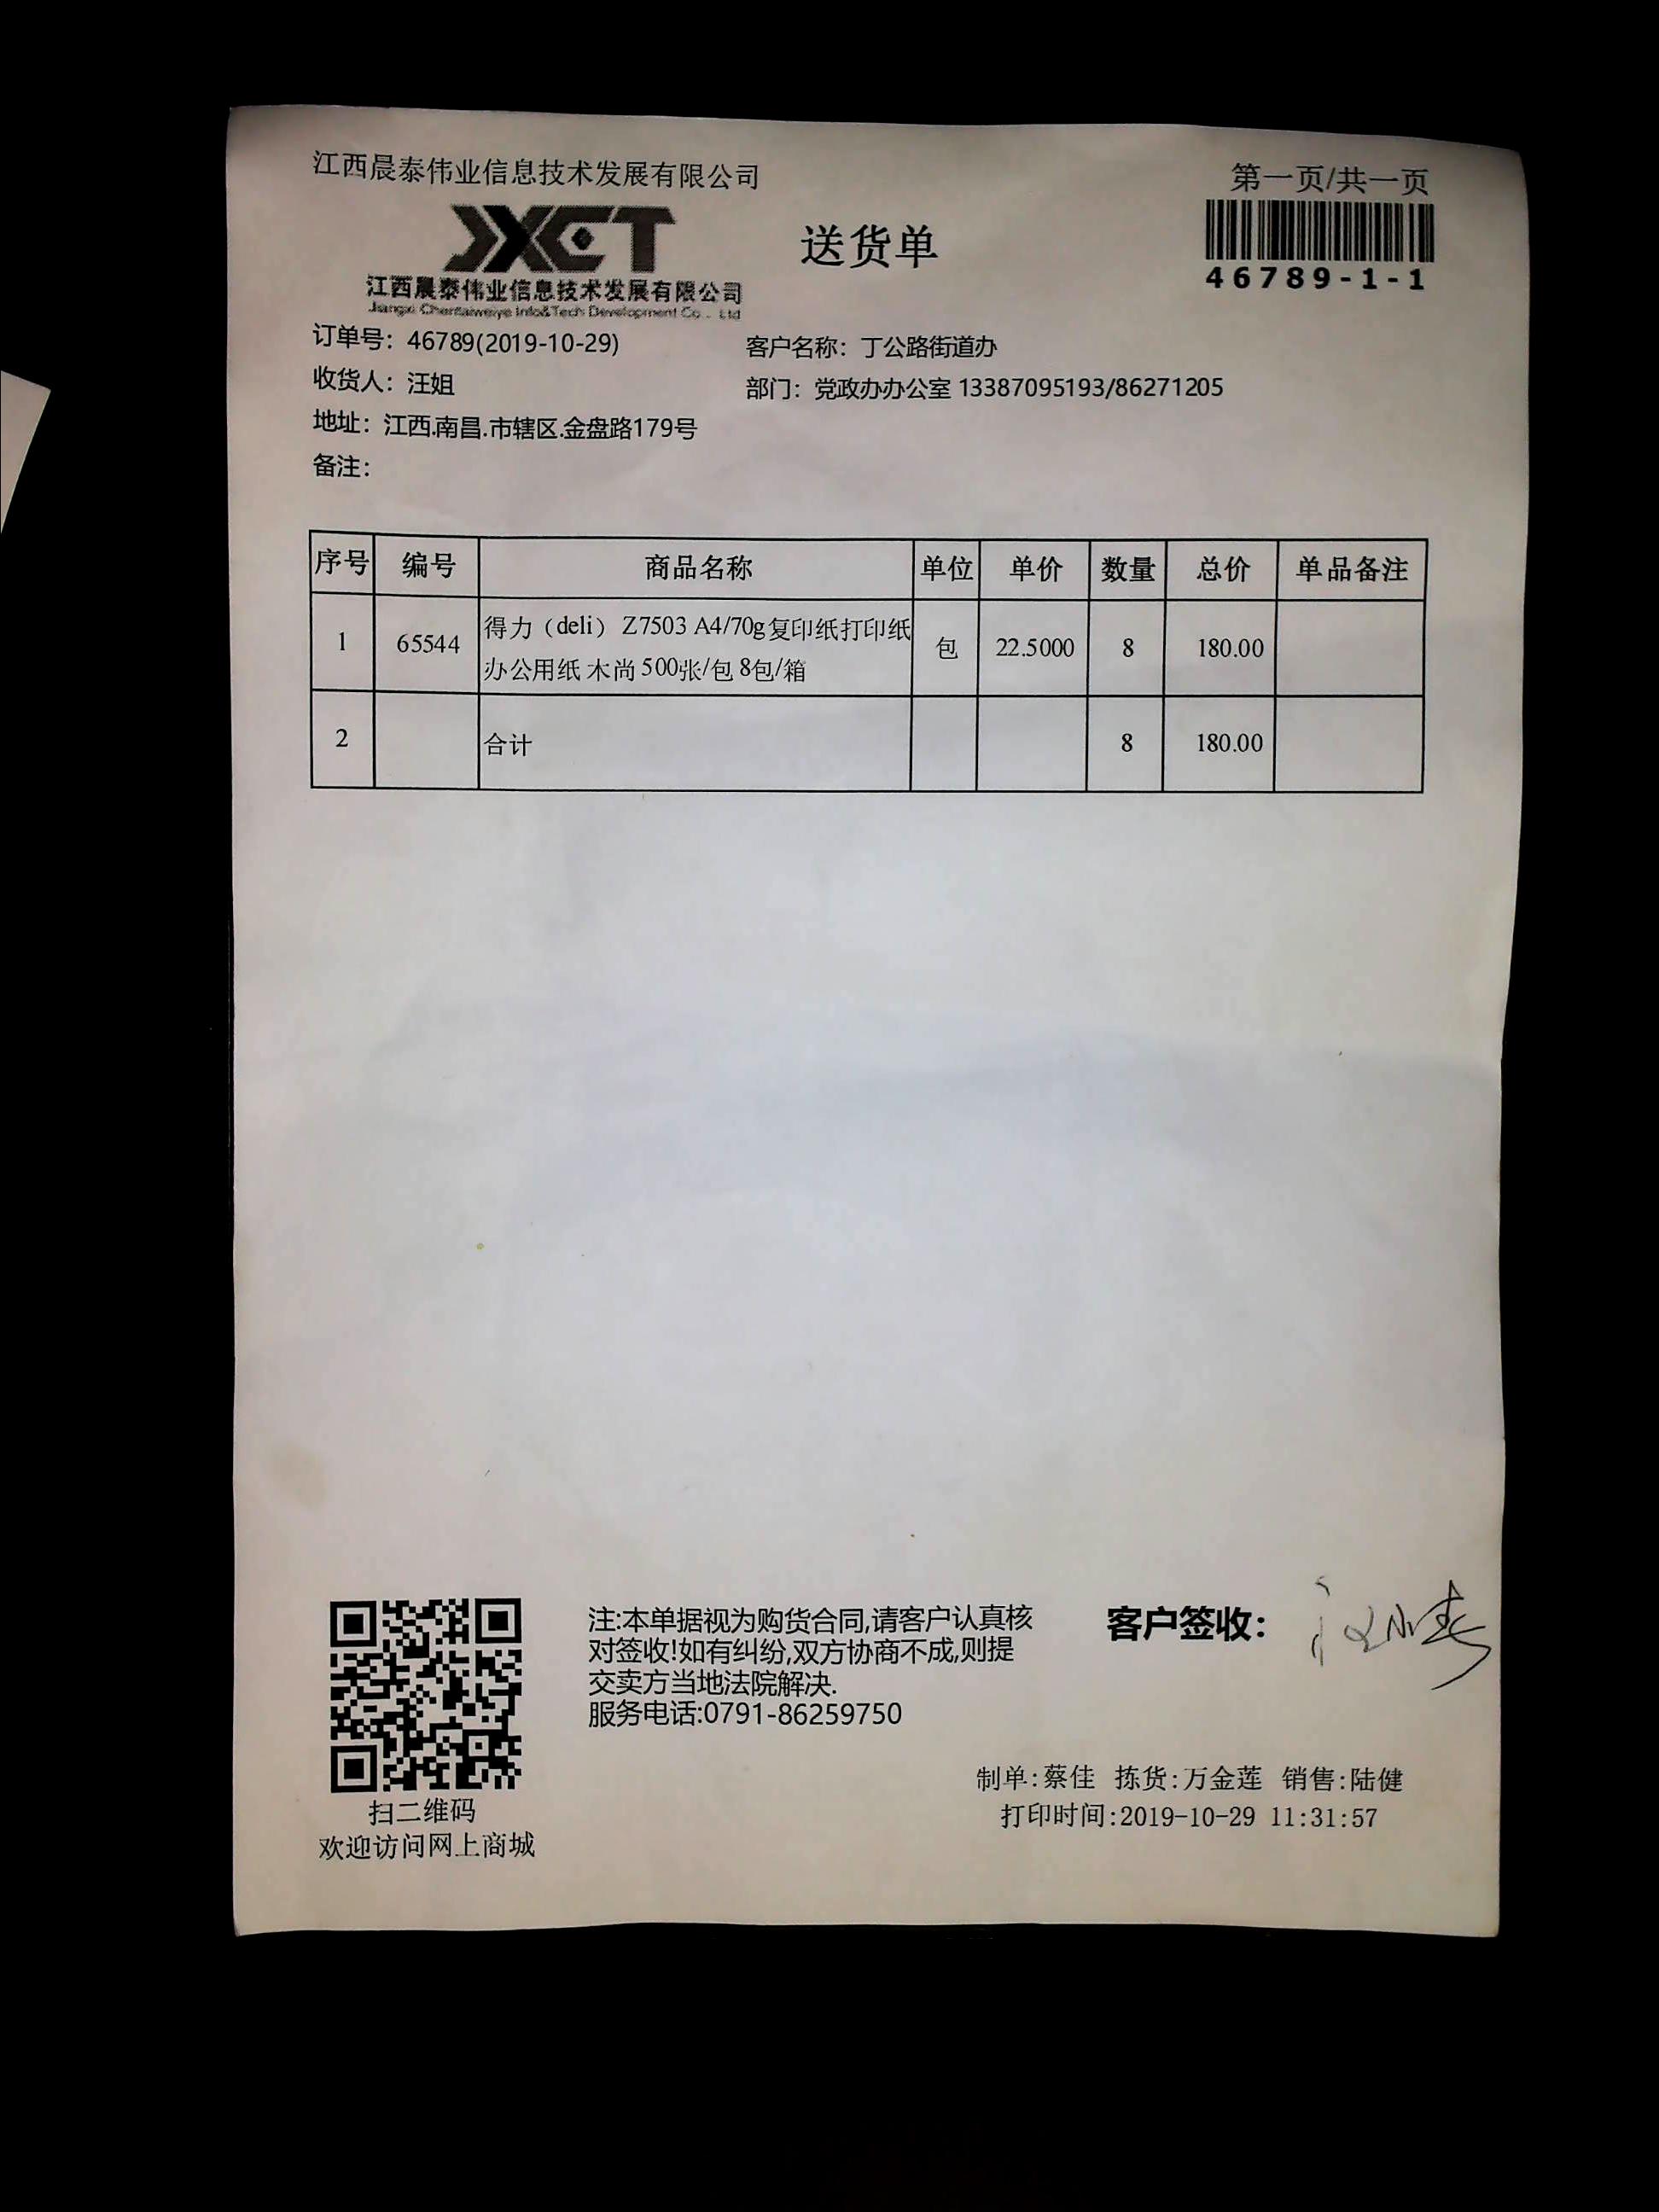 江西晨泰伟业信息技术发展有限公司
第一页/共一页
JXCT
送货单
46789-1-1
江西晨泰伟业信息技术发展有限公司
Jiangxi Chentaiweiye Info&Tech Development Co., Ltd
订单号: 46789(2019-10-29)
客户名称: 丁公路街道办
收货人: 汪姐
部门: 党政办办公室 13387095193/86271205
地址: 江西.南昌.市辖区.金盘路179号
备注:
序号 编号 商品名称 单位 单价 数量 总价 单品备注
1 65544 得力（deli） Z7503 A4/70g复印纸打印纸 包 22.5000 8 180.00
办公用纸 木尚 500张/包 8包/箱
2 合计 8 180.00
注:本单据视为购货合同,请客户认真核
对签收!如有纠纷,双方协商不成,则提
交卖方当地法院解决.
服务电话:0791-86259750
客户签收:
扫二维码
欢迎访问网上商城
制单:蔡佳 拣货:万金莲 销售:陆健
打印时间:2019-10-29 11:31:57